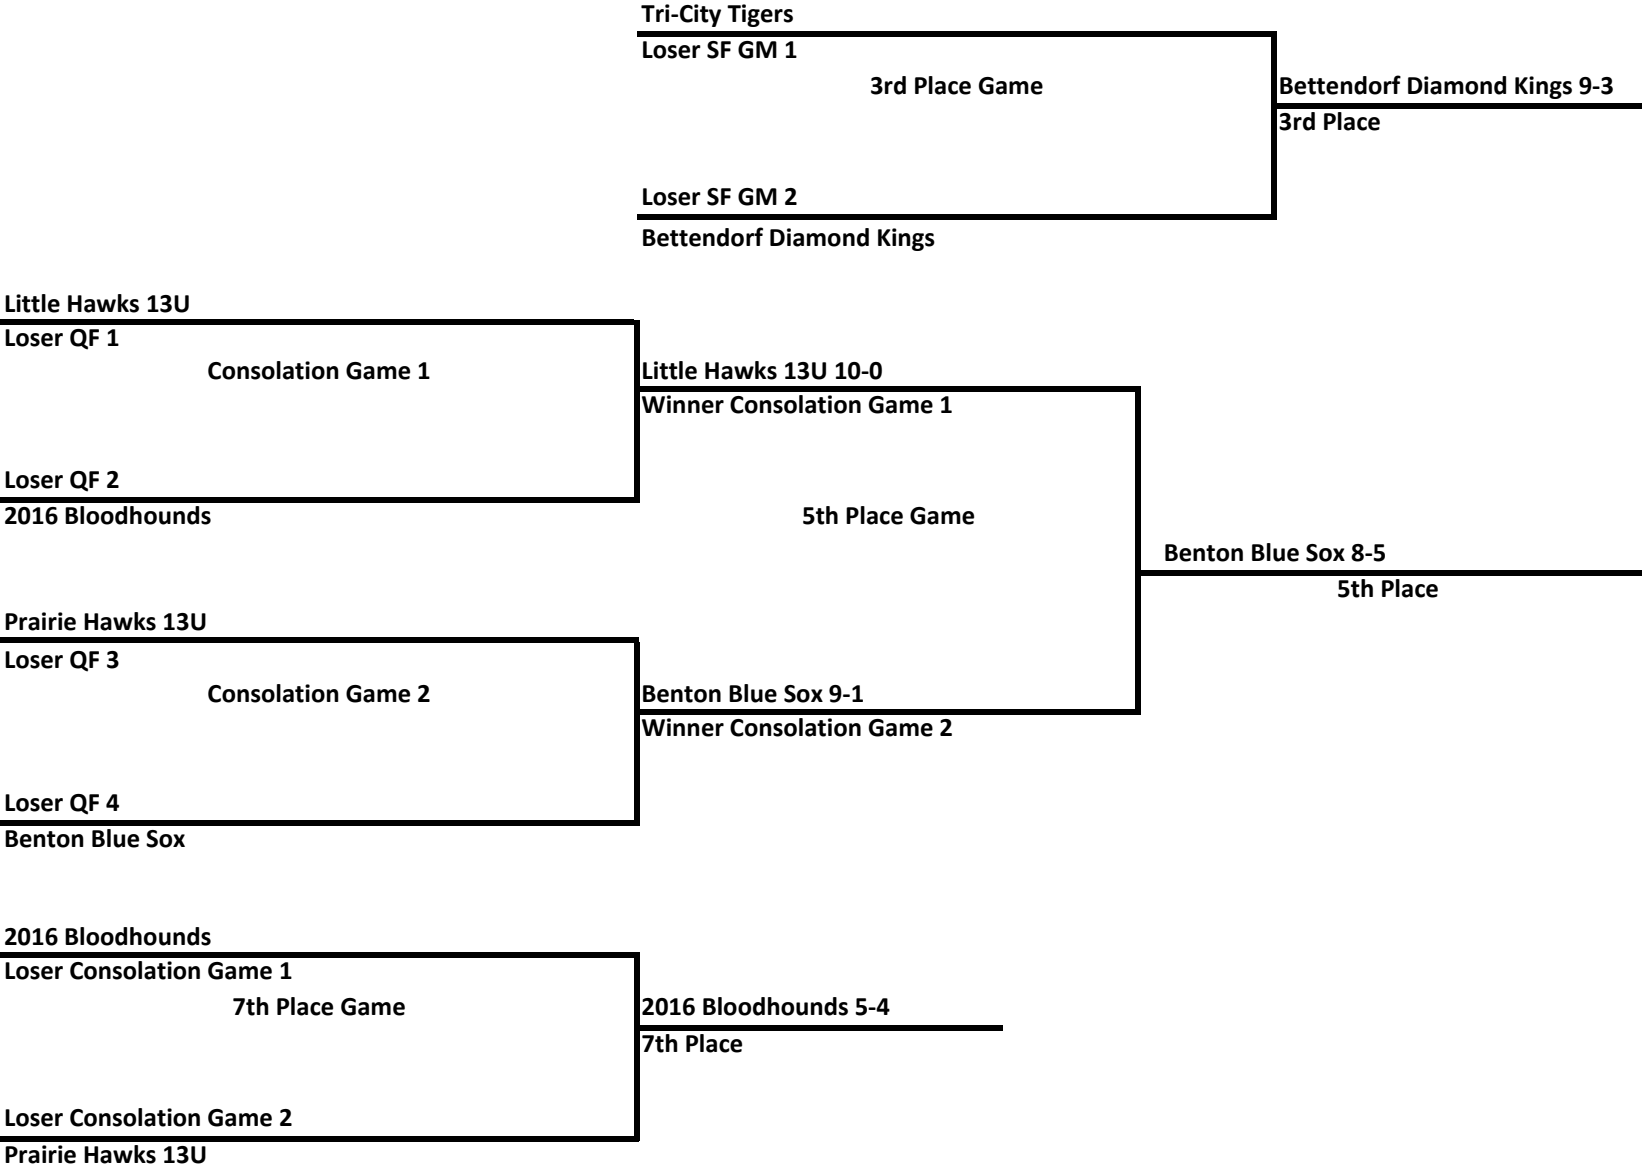 Tri-City Tigers
Loser SF GM 1
3rd Place Game
Bettendorf Diamond Kings 9-3
3rd Place
Loser SF GM 2
Bettendorf Diamond Kings
Little Hawks 13U
Loser QF 1
Consolation Game 1
Little Hawks 13U 10-0
Winner Consolation Game 1
Loser QF 2
2016 Bloodhounds
5th Place Game
Benton Blue Sox 8-5
5th Place
Prairie Hawks 13U
Loser QF 3
Consolation Game 2
Benton Blue Sox 9-1
Winner Consolation Game 2
Loser QF 4
Benton Blue Sox
2016 Bloodhounds
Loser Consolation Game 1
7th Place Game
2016 Bloodhounds 5-4
7th Place
Loser Consolation Game 2
Prairie Hawks 13U